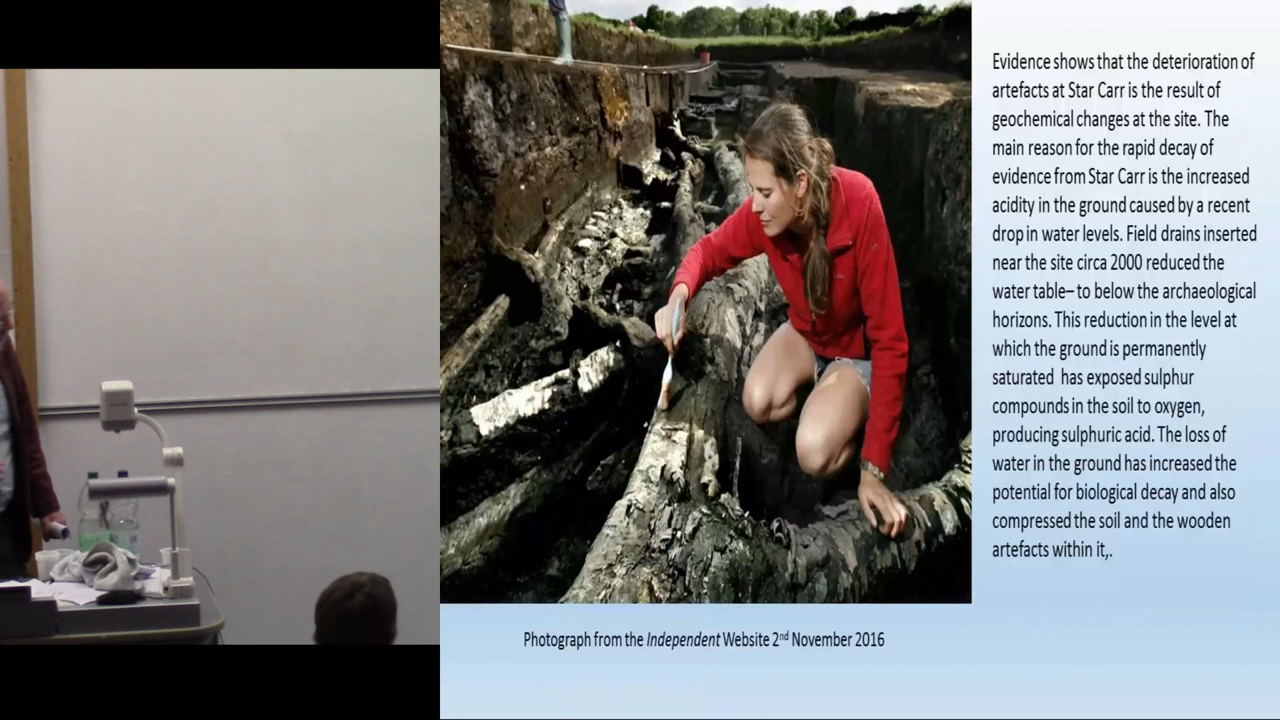 Evidence shows that the deterioration of
artefacts at Star Carr is the result of
geochemical changes at the site. The
main reason for the rapid decay of
evidence from Star Carr is the increased
acidity in the ground caused by a recent
drop in water levels. Field drains inserted
near the site circa 2000 reduced the
water table– to below the archaeological
horizons. This reduction in the level at
which the ground is permanently
saturated  has exposed sulphur
compounds in the soil to oxygen,
producing sulphuric acid. The loss of
water in the ground has increased the
potential for biological decay and also
compressed the soil and the wooden
artefacts within it,.
Photograph from the Independent Website 2nd November 2016